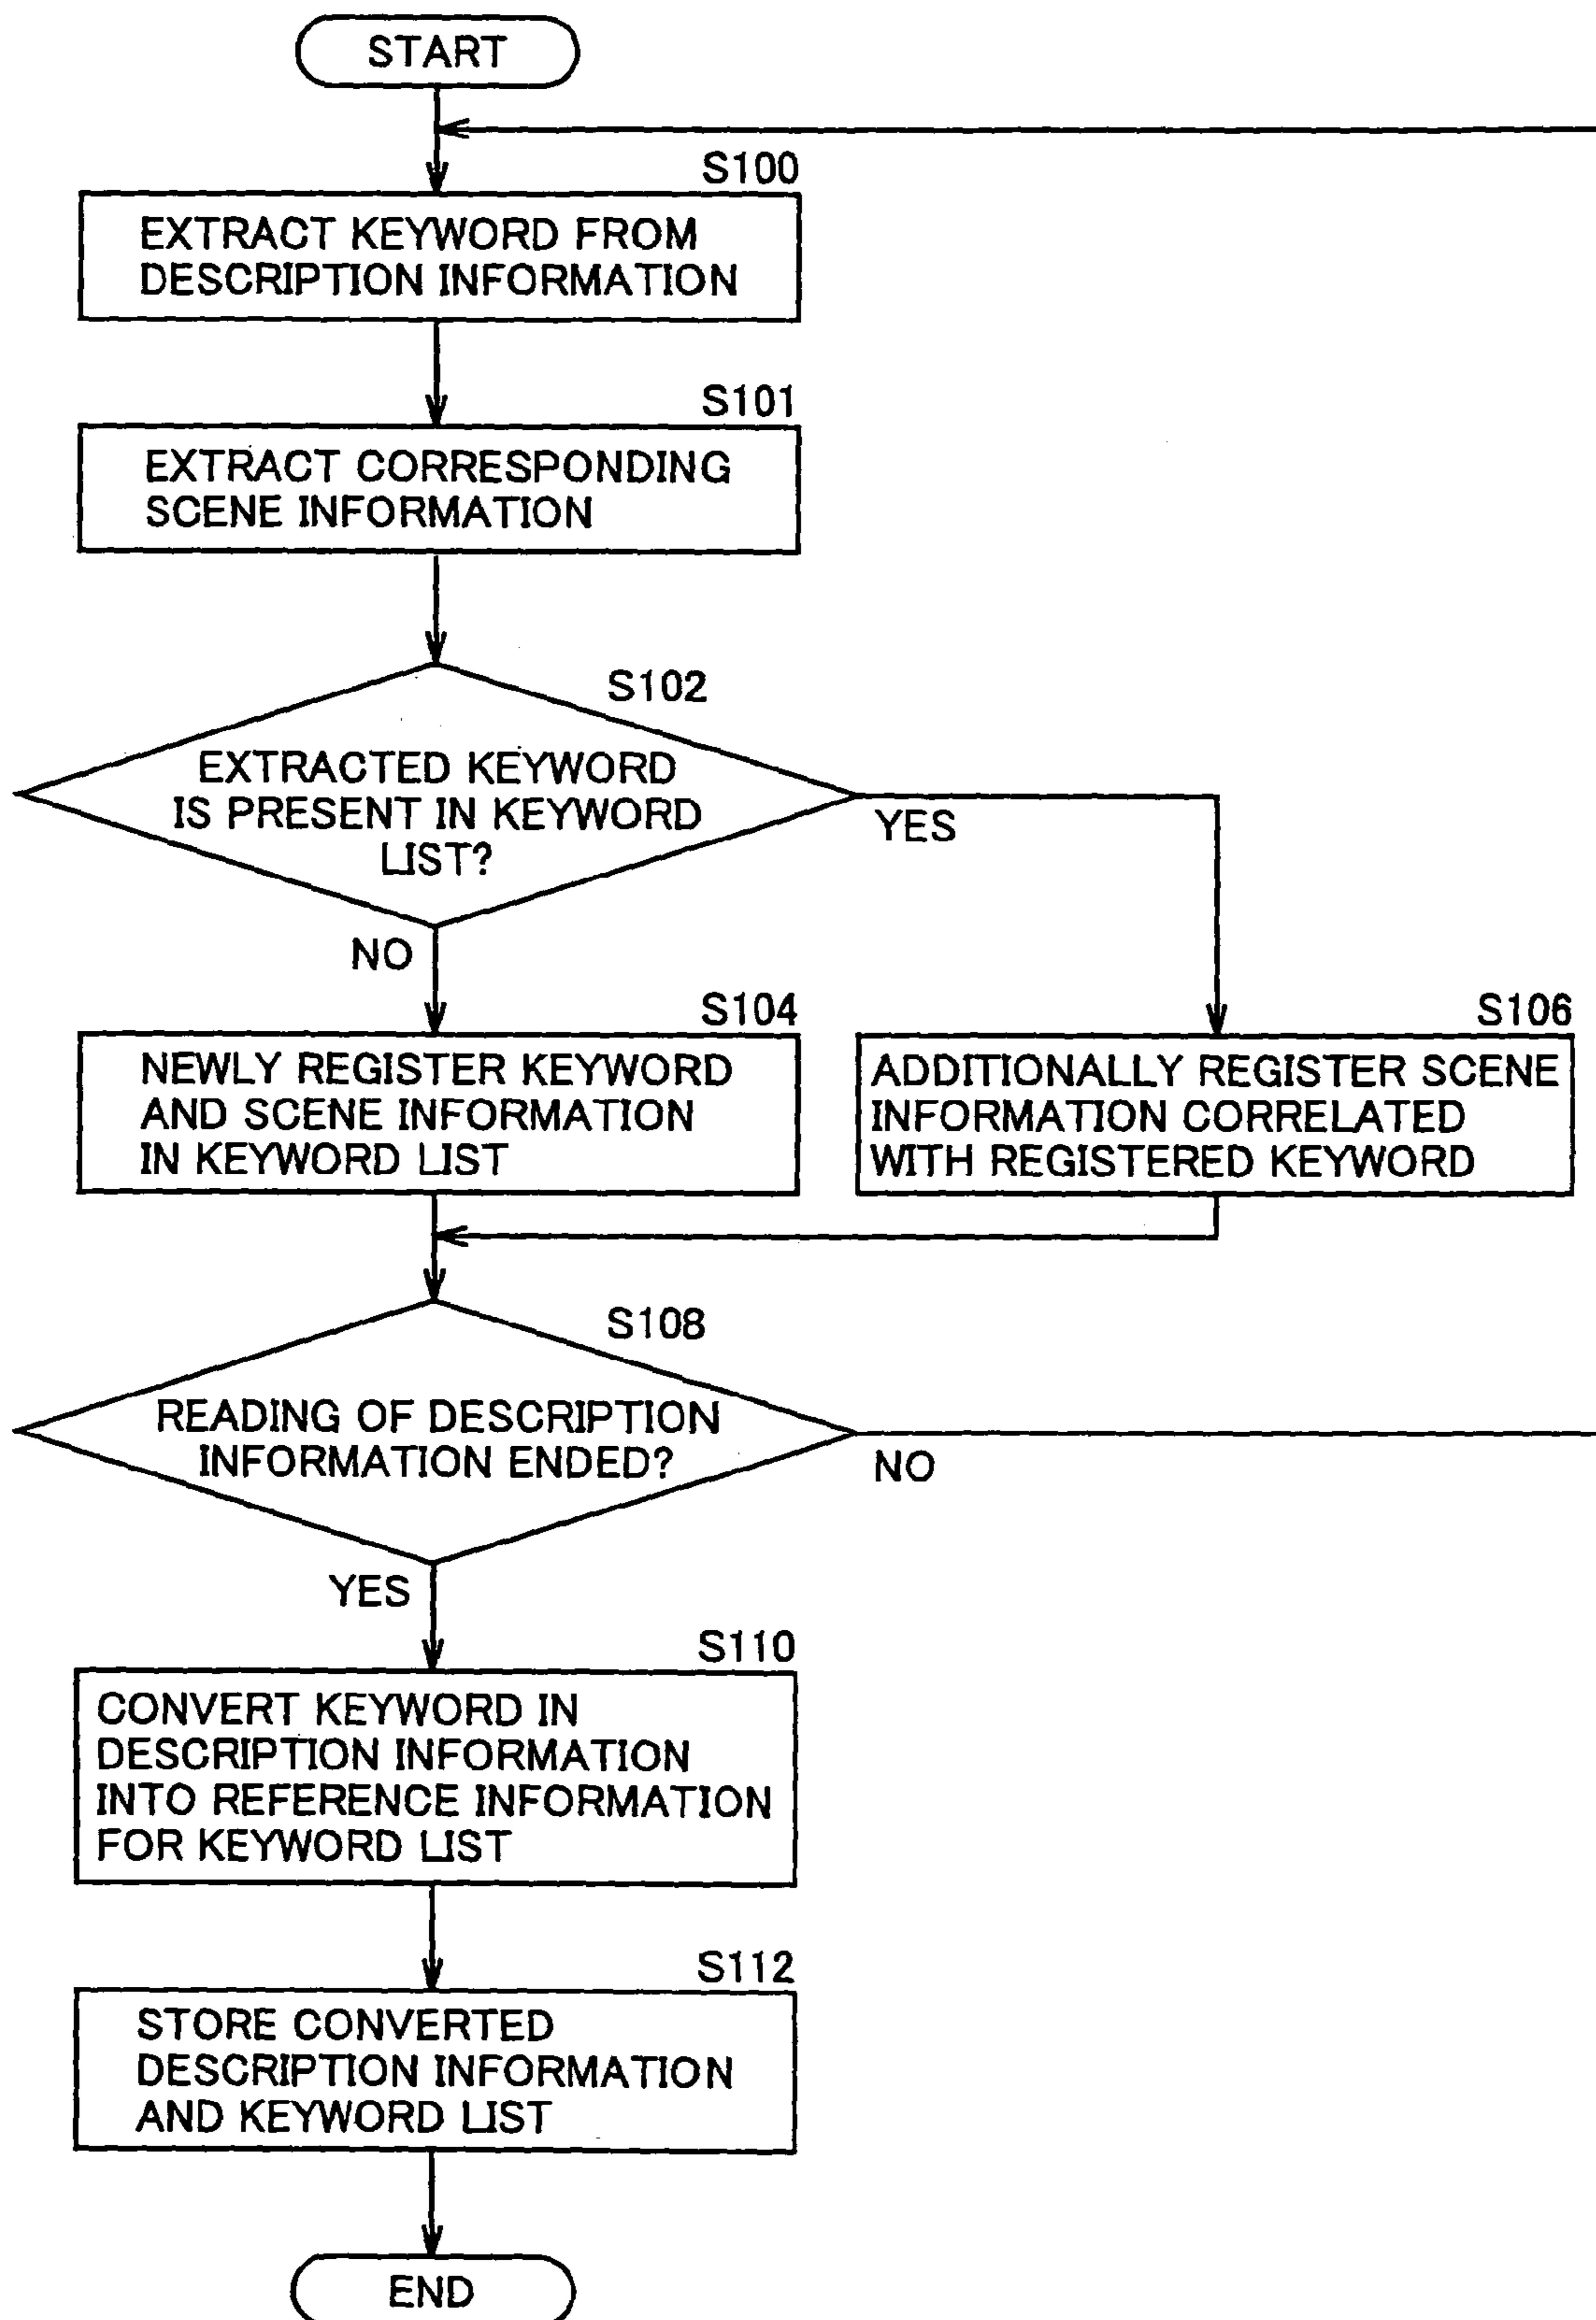 START
S100
EXTRACT KEYWORD FROM
DESCRIPTION INFORMATION
S101
EXTRACT CORRESPONDING
SCENE INFORMATION
S102
EXTRACTED KEYWORD
IS PRESENT IN KEYWORD
LIST?
YES
NO
S104
NEWLY REGISTER KEYWORD
AND SCENE INFORMATION
IN KEYWORD LIST
S106
ADDITIONALLY REGISTER SCENE
INFORMATION CORRELATED
WITH REGISTERED KEYWORD
S108
READING OF DESCRIPTION
INFORMATION ENDED?
NO
YES
S110
CONVERT KEYWORD IN
DESCRIPTION INFORMATION
INTO REFERENCE INFORMATION
FOR KEYWORD LIST
S112
STORE CONVERTED
DESCRIPTION INFORMATION
AND KEYWORD LIST
END